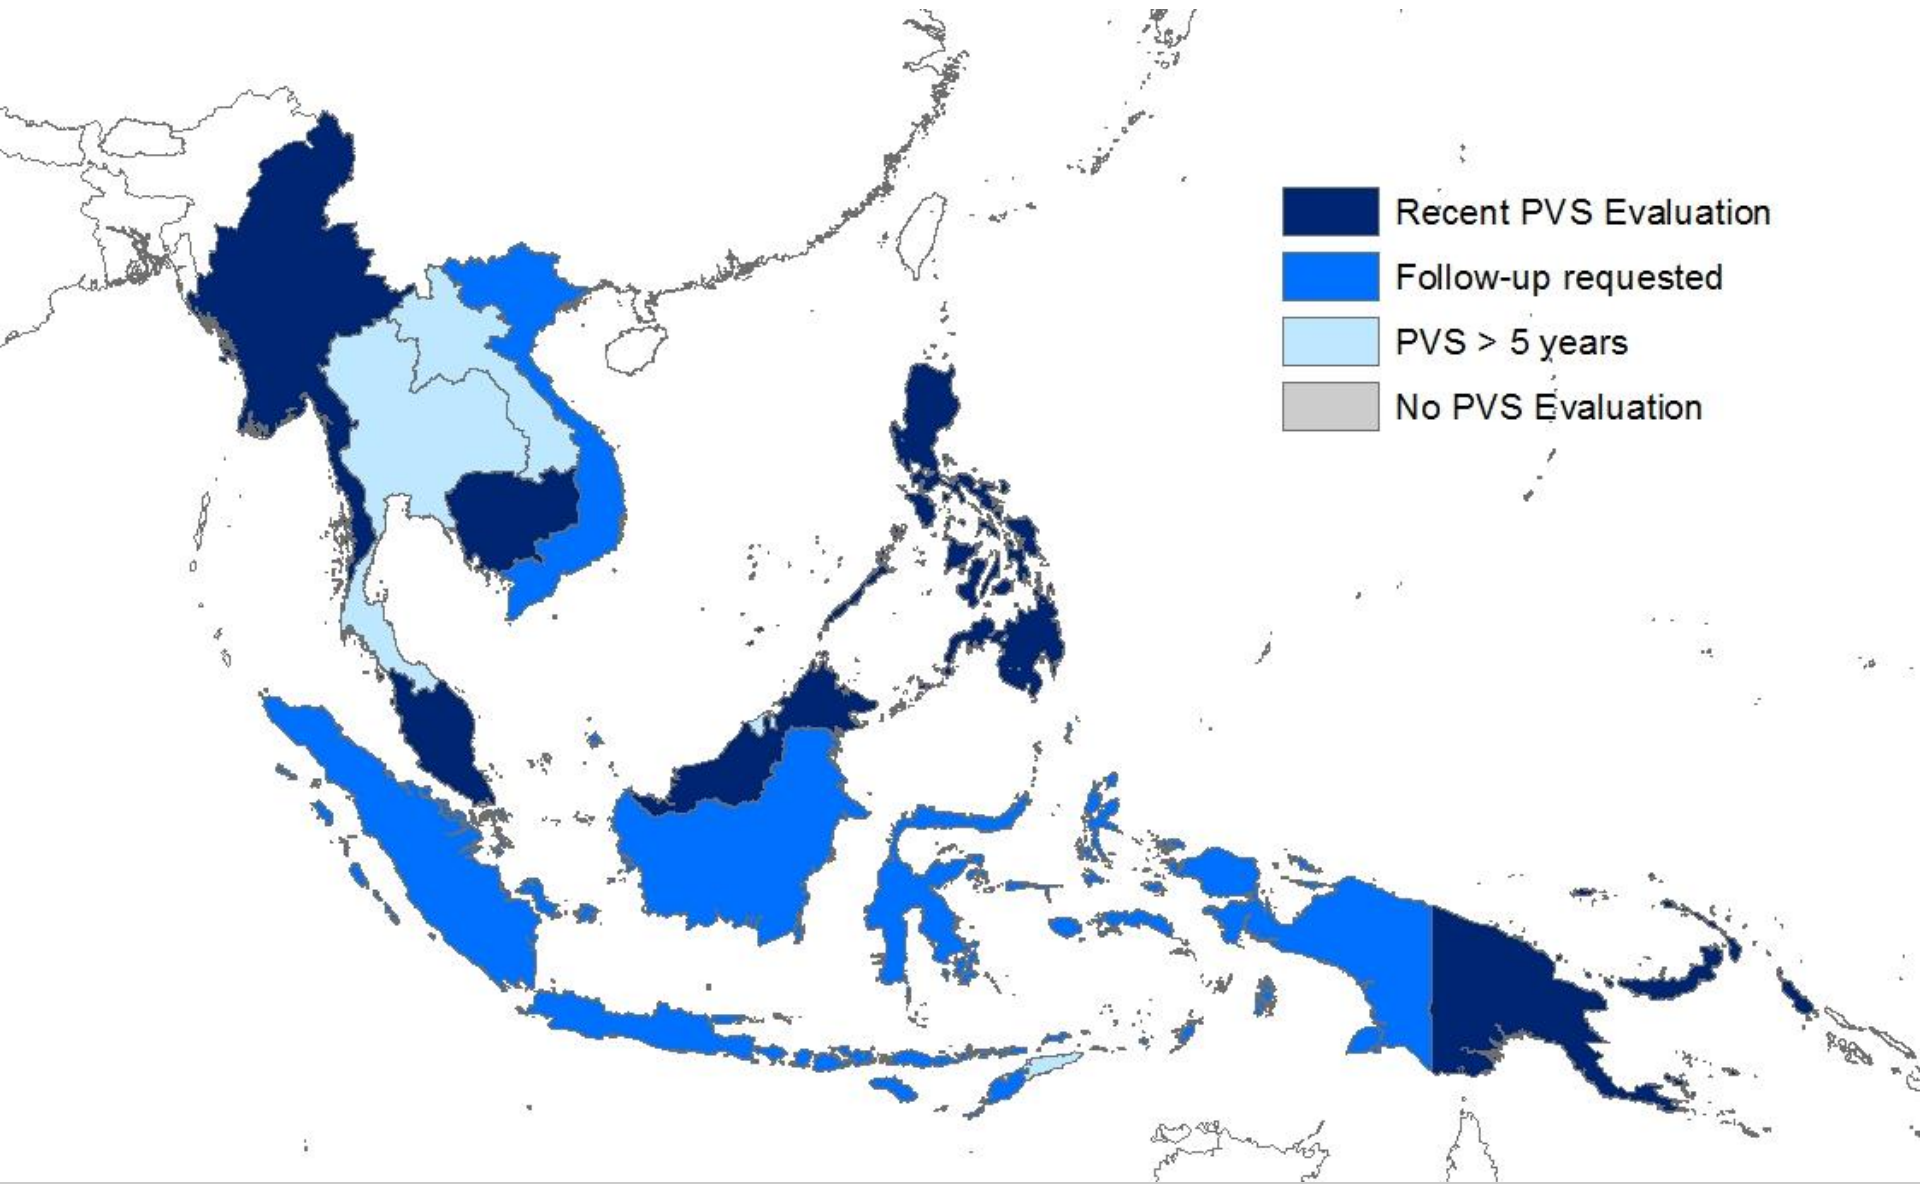 Recent PVS Evaluation
Follow-up requested
PVS > 5 years
No PVS Evaluation